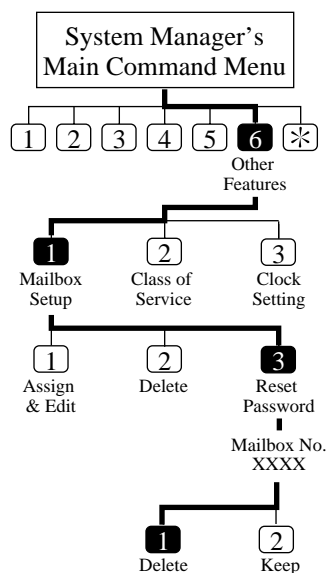 System Manager's
Main Command Menu
1 2 3 4 5 6 *
Other
Features
1 2 3
Mailbox Class of Clock
Setup Service Setting
1 2 3
Assign Delete Reset
& Edit Password
Mailbox No.
XXXX
1 2
Delete Keep